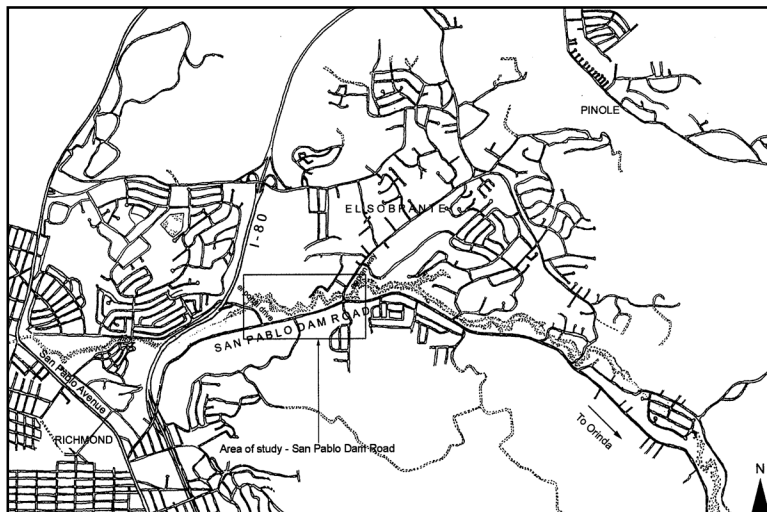 PINOLE
EL SOBRANTE
I-80
SAN PABLO DAM ROAD
San Pablo Avenue
RICHMOND
Area of study - San Pablo Dam Road
To Orinda
N